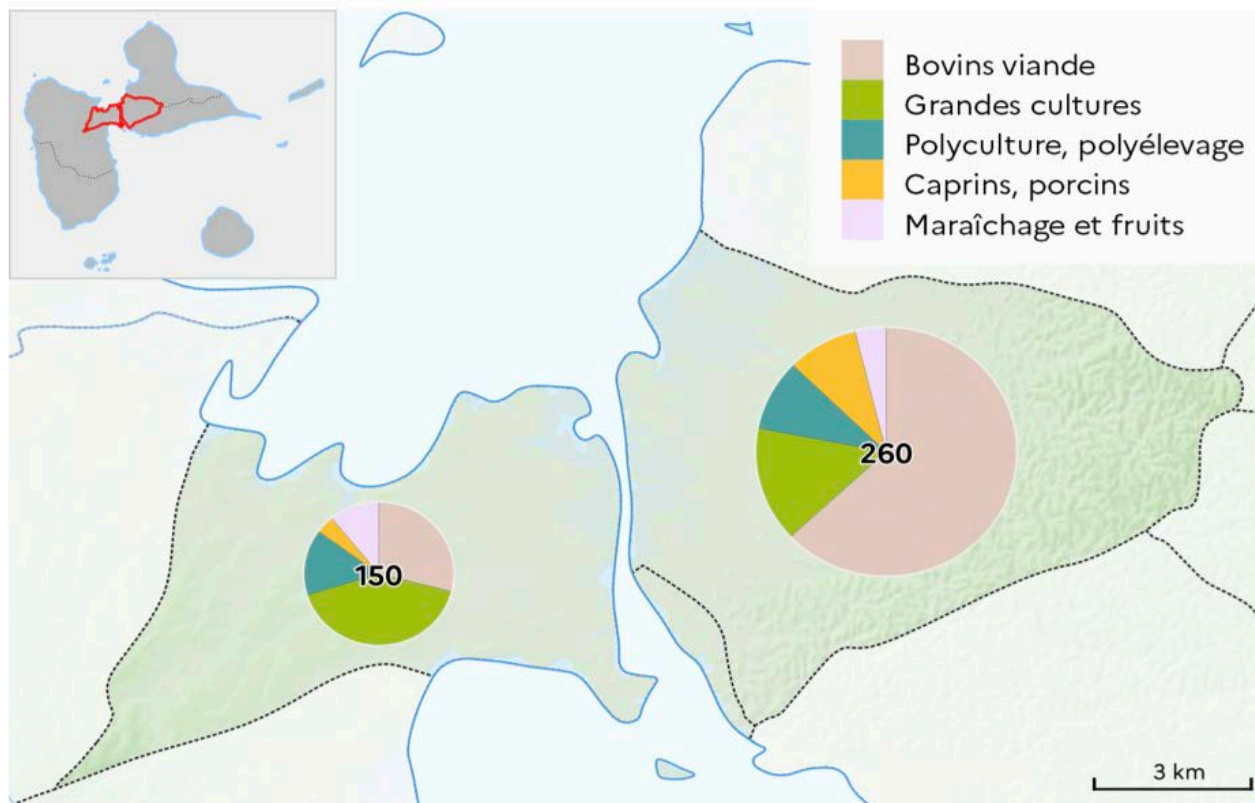 Bovins viande
Grandes cultures
Polyculture, polyélevage
Caprins, porcins
Maraîchage et fruits
260
150
3 km